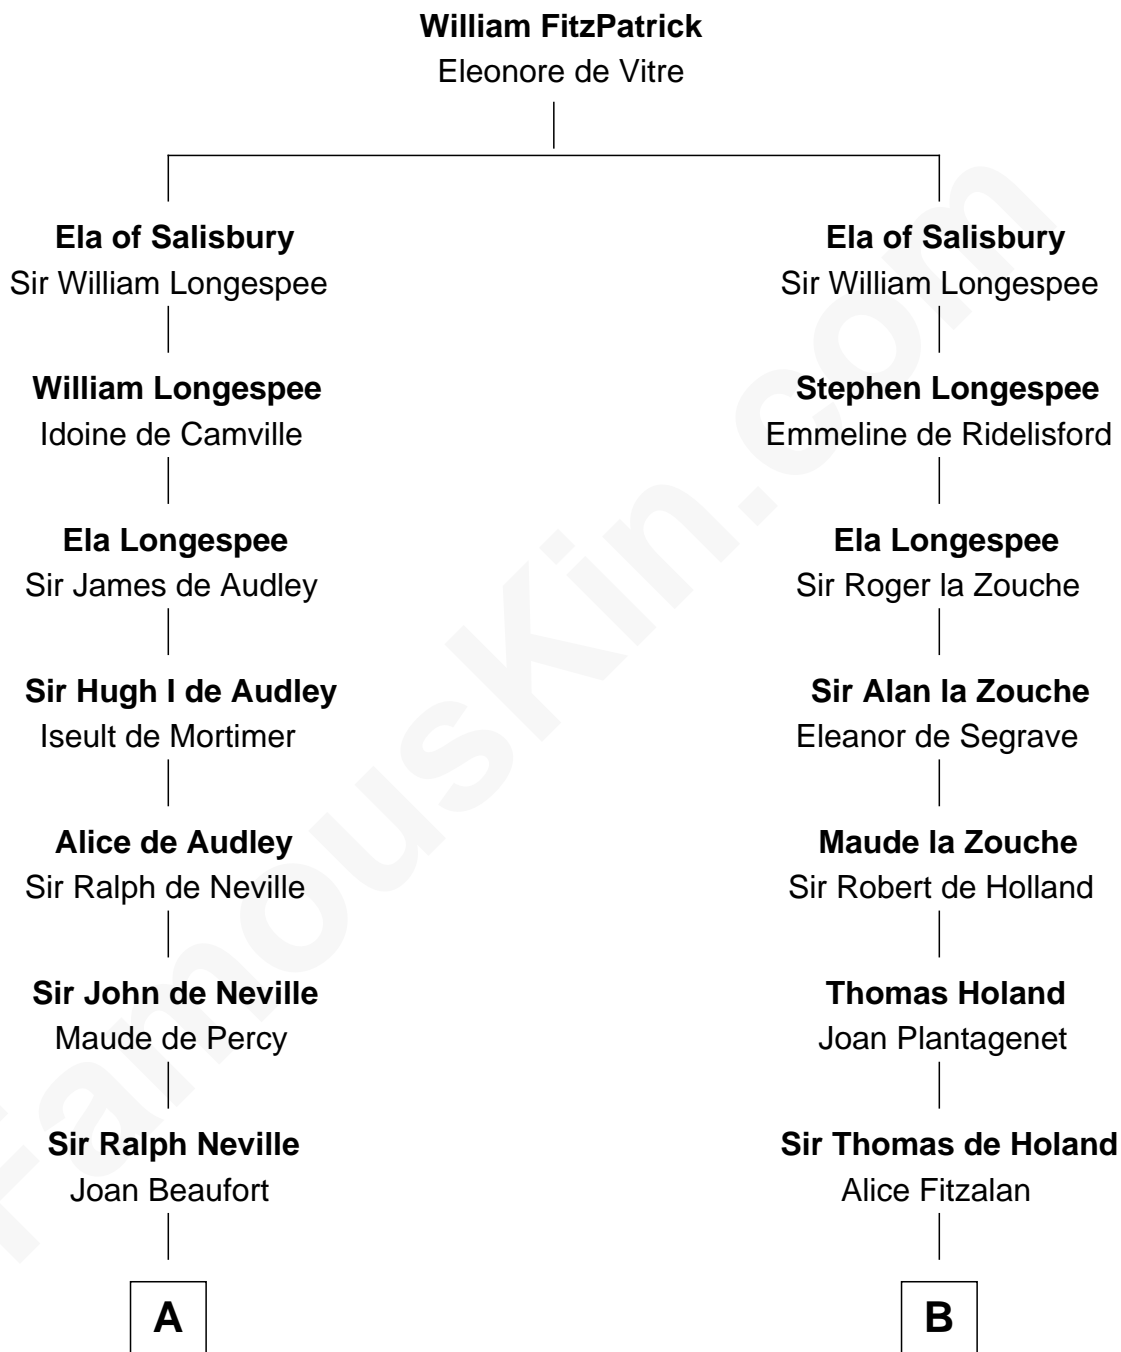 William FitzPatrick
Eleonore de Vitre
Ela of Salisbury
Sir William Longespee
Ela of Salisbury
Sir William Longespee
William Longespee
Idoine de Camville
Stephen Longespee
Emmeline de Ridelisford
Ela Longespee
Sir James de Audley
Ela Longespee
Sir Roger la Zouche
Sir Hugh I de Audley
Iseult de Mortimer
Sir Alan la Zouche
Eleanor de Segrave
Alice de Audley
Sir Ralph de Neville
Maude la Zouche
Sir Robert de Holland
Sir John de Neville
Maude de Percy
Thomas Holand
Joan Plantagenet
Sir Ralph Neville
Joan Beaufort
Sir Thomas de Holand
Alice Fitzalan
A
B
FamousKin.com